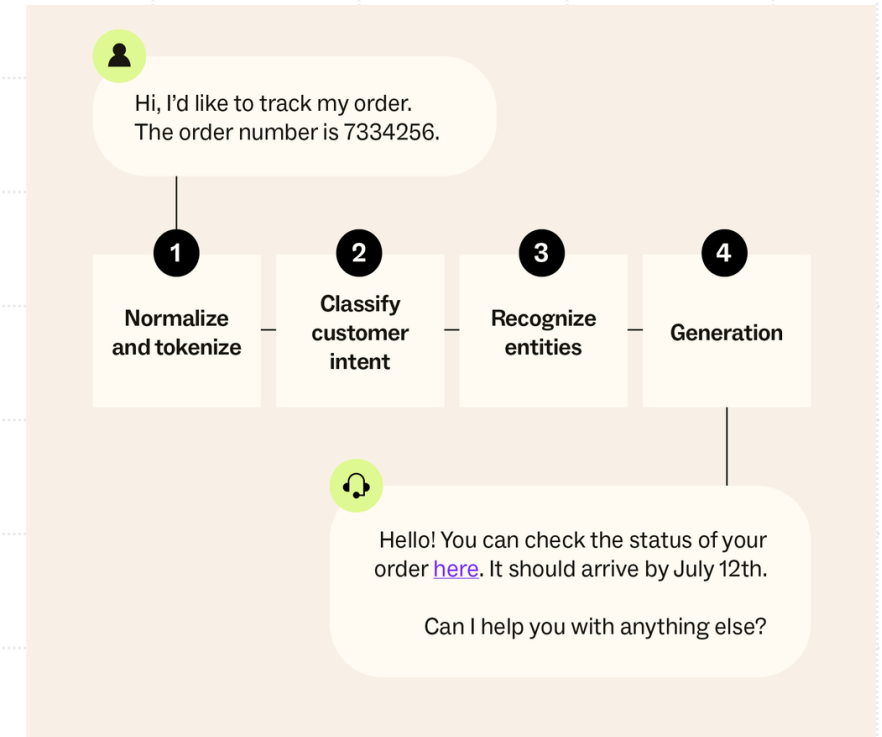 Hi, I’d like to track my order.
The order number is 7334256.
1
Normalize
and tokenize
2
Classify
customer
intent
3
Recognize
entities
4
Generation
Hello! You can check the status of your
order here. It should arrive by July 12th.
Can I help you with anything else?